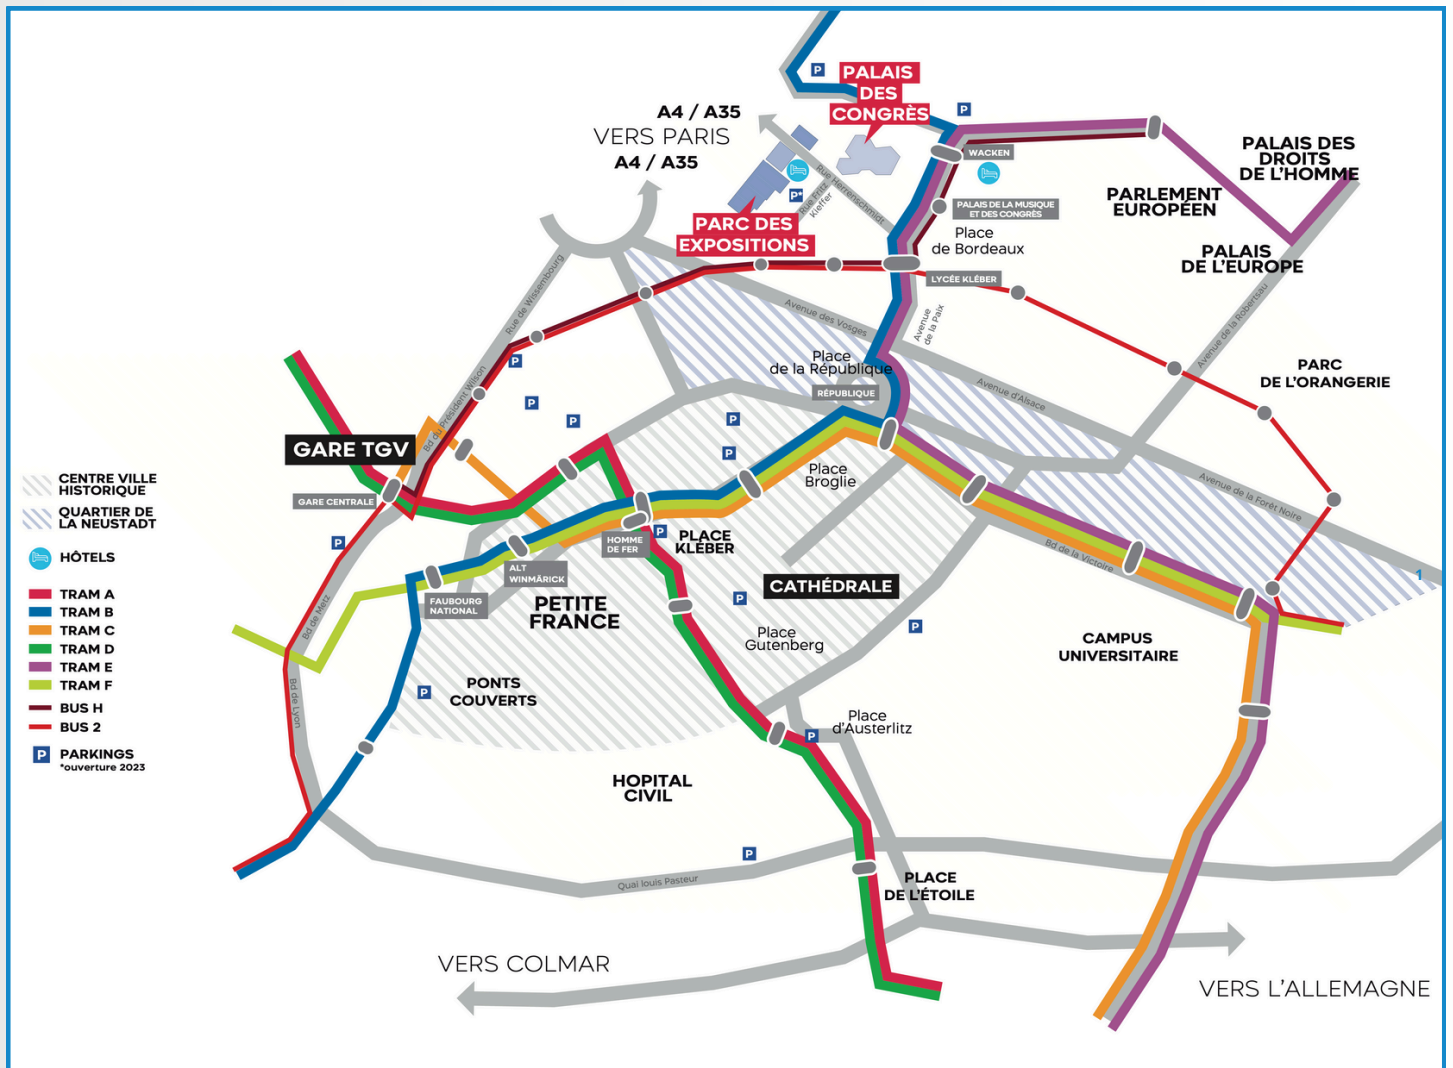 A4 / A35
VERS PARIS
A4 / A35
PALAIS
DES
CONGRÈS
P
P
WACKEN
PALAIS DES
DROITS
DE L'HOMME
PARLEMENT
EUROPÉEN
PALAIS DE LA MUSIQUE
ET DES CONGRÈS
Place
de Bordeaux
PALAIS
DE L'EUROPE
Rue Herrenschmidt
Rue Fritz
Kieffer
P*
PARC DES
EXPOSITIONS
LYCÉE KLÉBER
Rue de Wissembourg
Avenue des Vosges
Avenue
de la Paix
Avenue de la Robertsau
Place
de la République
RÉPUBLIQUE
Avenue d'Alsace
PARC
DE L'ORANGERIE
P
P
P
P
P
Bd du Président Wilson
GARE TGV
GARE CENTRALE
Place
Broglie
Avenue de la Forêt Noire
CENTRE VILLE
HISTORIQUE
QUARTIER DE
LA NEUSTADT
HÔTELS
TRAM A
TRAM B
TRAM C
TRAM D
TRAM E
TRAM F
BUS H
BUS 2
P
PARKINGS
*ouverture 2023
P
P
HOMME
DE FER
PLACE
KLÉBER
Bd de la Victoire
1
ALT
WINMÄRICK
CATHÉDRALE
FAUBOURG
NATIONAL
PETITE
FRANCE
P
P
Bd de Metz
Place
Gutenberg
CAMPUS
UNIVERSITAIRE
Bd de Lyon
P
PONTS
COUVERTS
Place
d'Austerlitz
P
HOPITAL
CIVIL
P
Quai louis Pasteur
PLACE
DE L'ÉTOILE
VERS COLMAR
VERS L'ALLEMAGNE